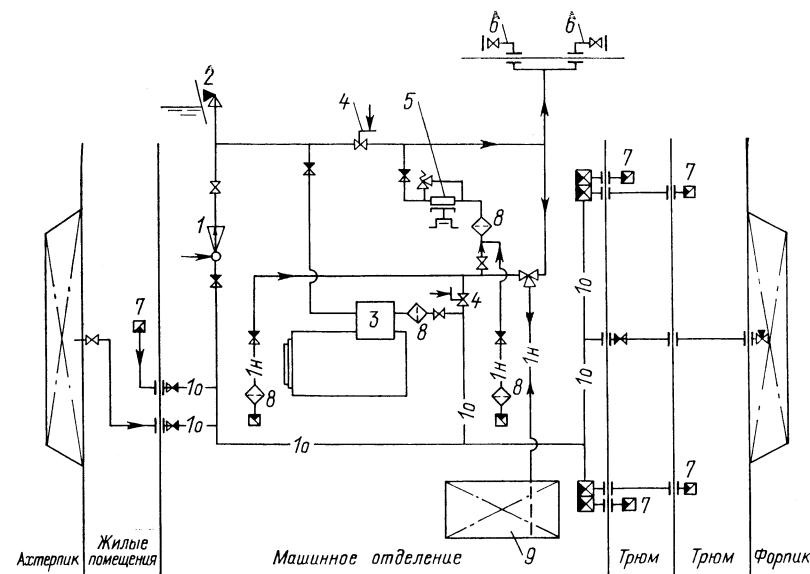 6
6
2
4
5
7
7
1
8
1о
4
7
3
8
1н
1н
1н
8
8
1о
1о
1о
1о
1о
7
7
9
Ахтерпик
Жилые
помещения
Машинное отделение
Трюм
Трюм
Форпик